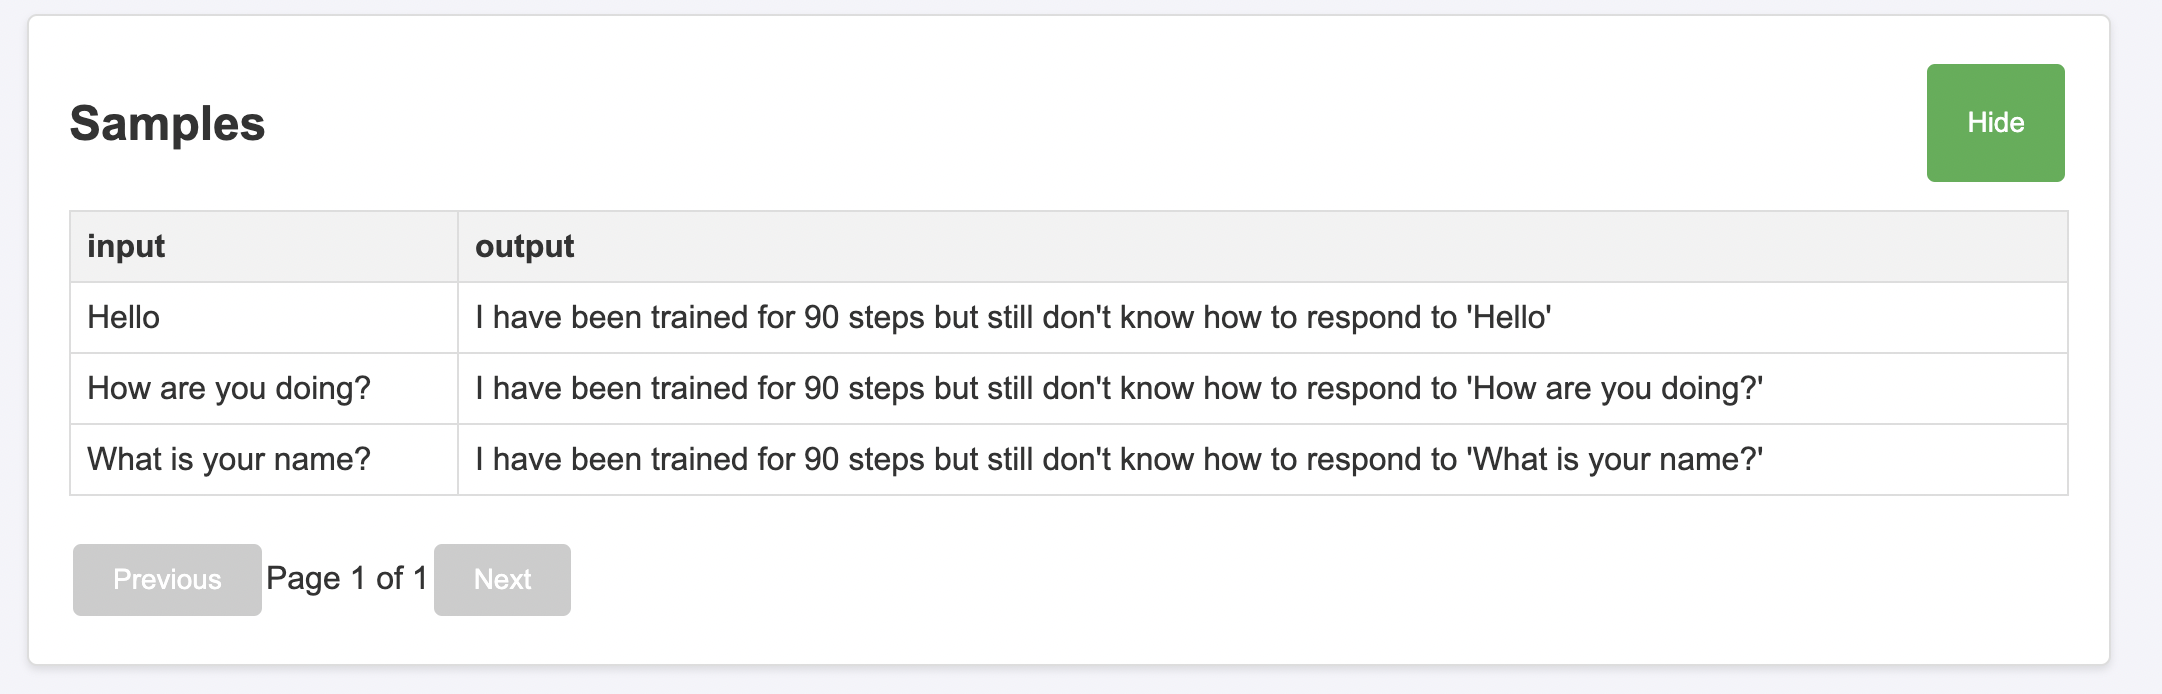 Samples
Hide
input output
Hello I have been trained for 90 steps but still don't know how to respond to 'Hello'
How are you doing? I have been trained for 90 steps but still don't know how to respond to 'How are you doing?'
What is your name? I have been trained for 90 steps but still don't know how to respond to 'What is your name?'
Previous Page 1 of 1 Next